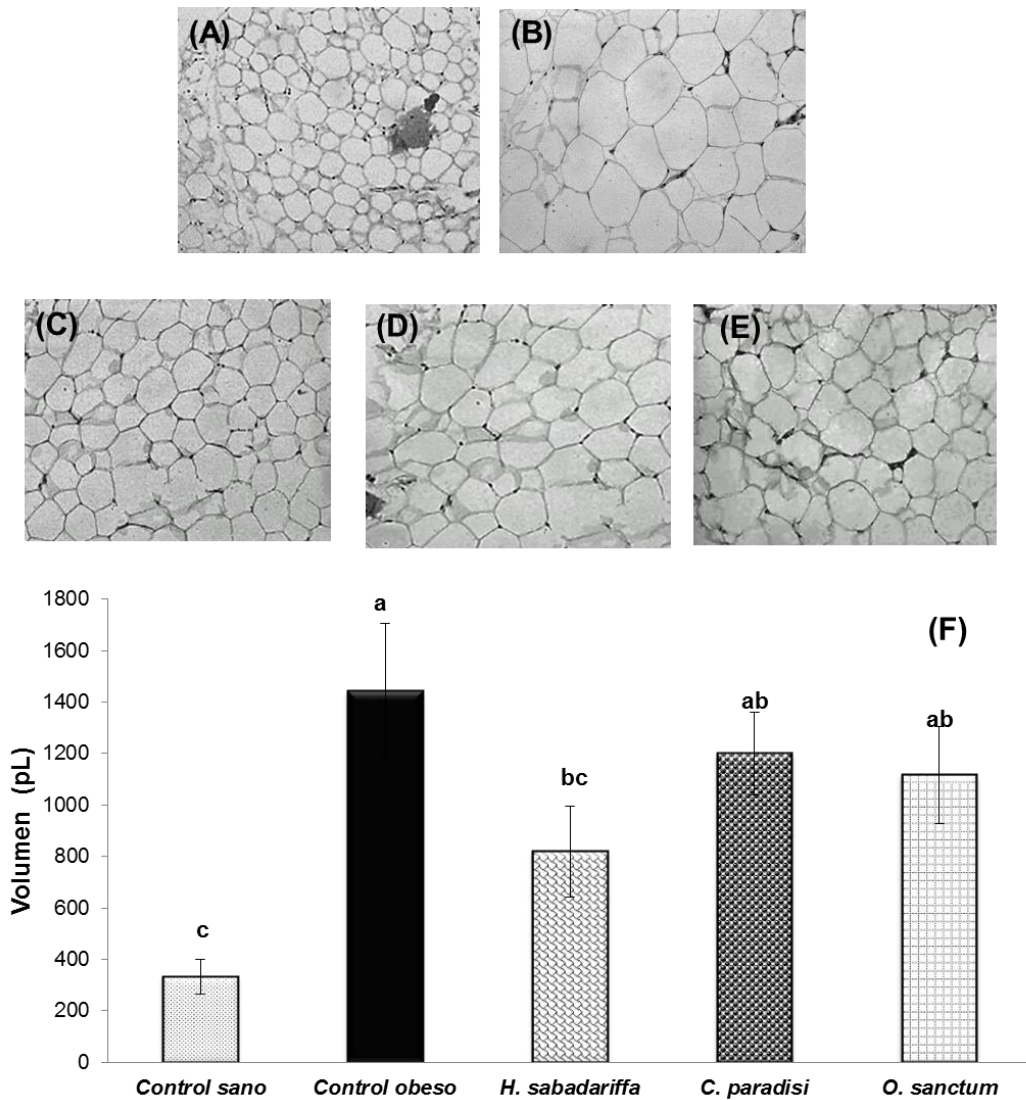 (A)
(B)
(C)
(D)
(E)
(F)
Volumen (pL)
1800
1600
1400
1200
1000
800
600
400
200
0
a
ab
ab
bc
c
Control sano
Control obeso
H. sabadariffa
C. paradisi
O. sanctum